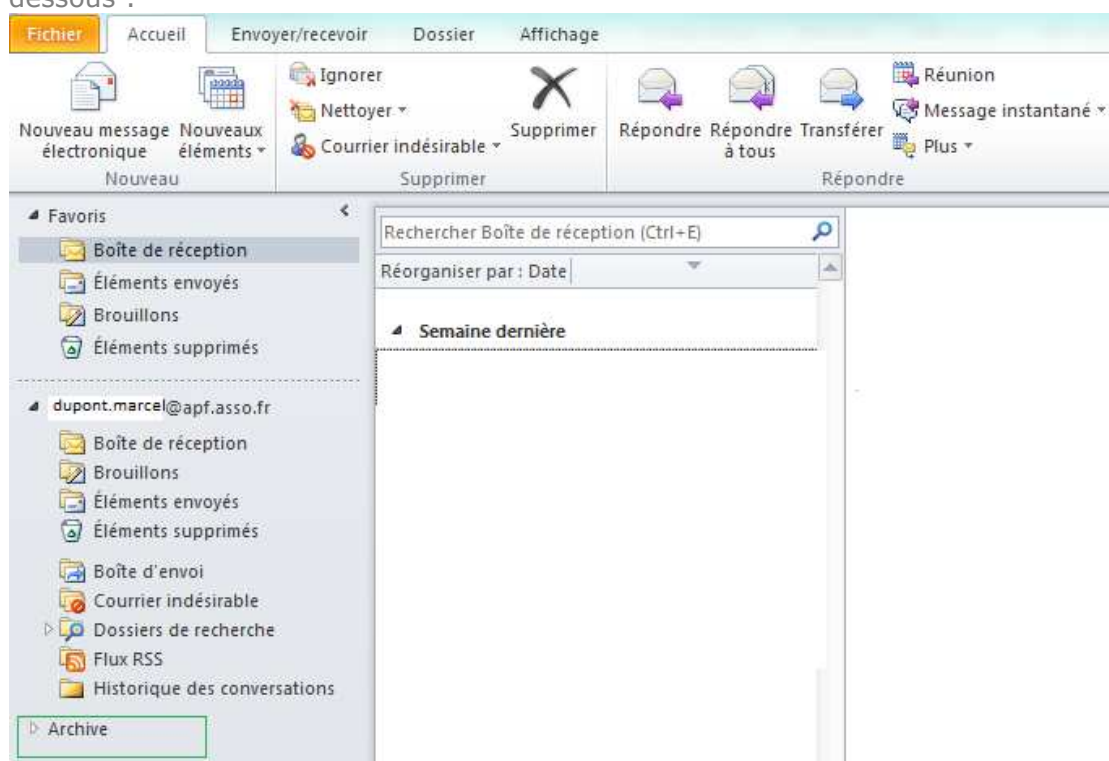 dessous :
Fichier Accueil Envoyer/recevoir Dossier Affichage
Nouveau message électronique
Nouveaux éléments
Nouveau
Ignorer
Nettoyer
Courrier indésirable
Supprimer
Supprimer
Répondre
Répondre à tous
Transférer
Réunion
Message instantané
Plus
Répondre
Favoris
Boîte de réception
Éléments envoyés
Brouillons
Éléments supprimés
dupont.marcel@apf.asso.fr
Boîte de réception
Brouillons
Éléments envoyés
Éléments supprimés
Boîte d'envoi
Courrier indésirable
Dossiers de recherche
Flux RSS
Historique des conversations
Archive
Rechercher Boîte de réception (Ctrl+E)
Réorganiser par : Date
Semaine dernière